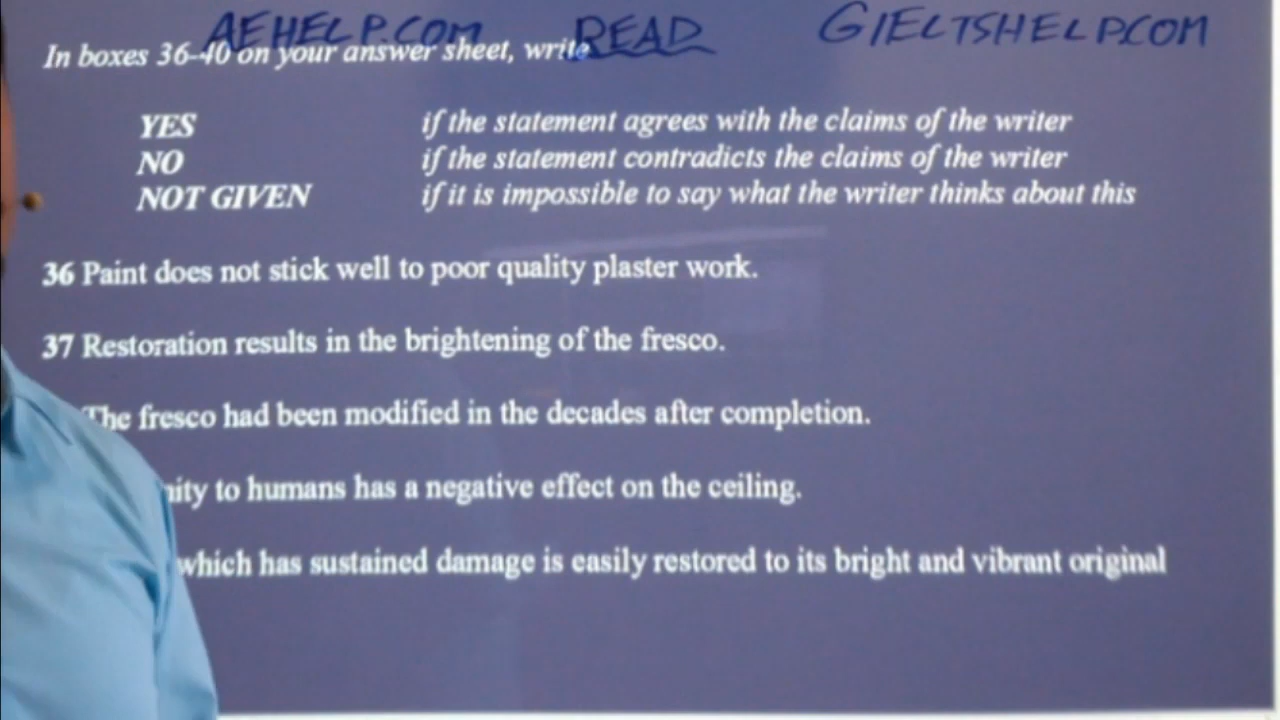 AEHELP.COM READ GIELTSHELP.COM
In boxes 36-40 on your answer sheet, write
YES if the statement agrees with the claims of the writer
NO if the statement contradicts the claims of the writer
NOT GIVEN if it is impossible to say what the writer thinks about this
36 Paint does not stick well to poor quality plaster work.
37 Restoration results in the brightening of the fresco.
The fresco had been modified in the decades after completion.
to humans has a negative effect on the ceiling.
which has sustained damage is easily restored to its bright and vibrant original